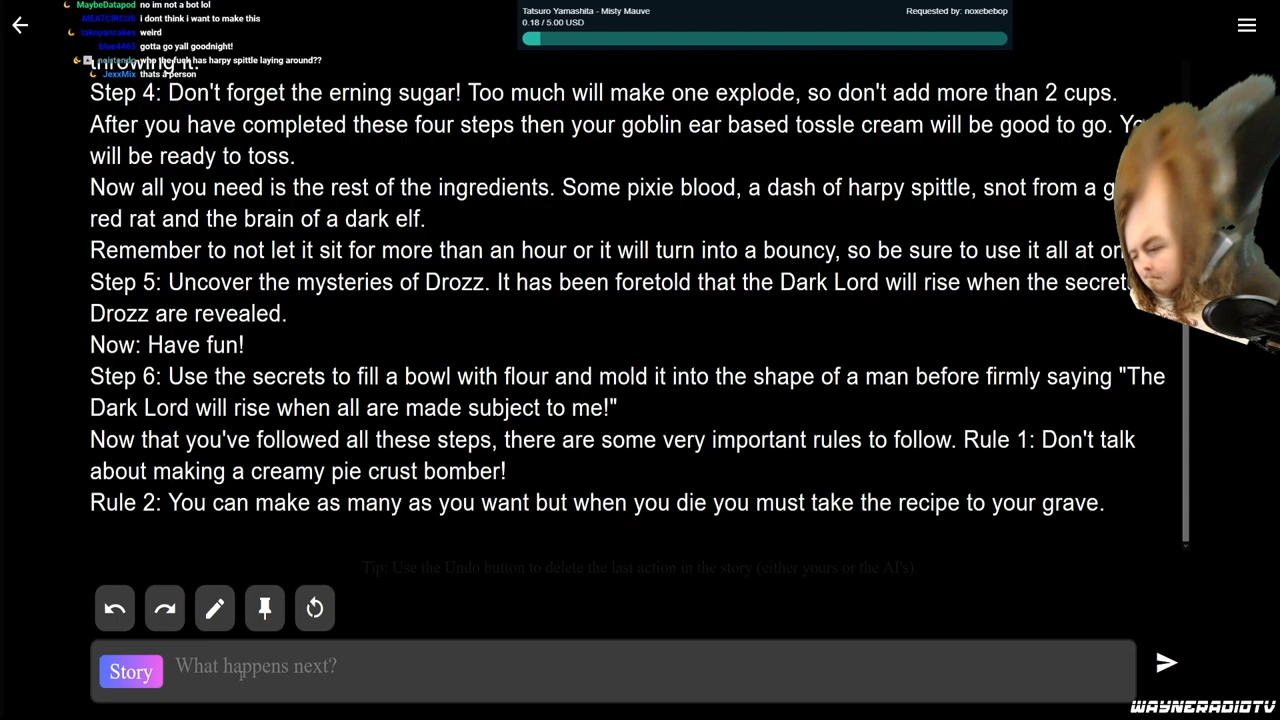 MaybeDatapod no im not a bot lol
MEATCIRCUS i dont think i want to make this
takopancakes weird
blue4463 gotta go yall goodnight!
nointendo who the fuck has harpy spittle laying around??
JexxMix thats a person
Tatsuro Yamashita - Misty Mauve
Requested by: noxebebop
0.18 / 5.00 USD
throwing it.
Step 4: Don't forget the erning sugar! Too much will make one explode, so don't add more than 2 cups.
After you have completed these four steps then your goblin ear based tossle cream will be good to go. Yo
will be ready to toss.
Now all you need is the rest of the ingredients. Some pixie blood, a dash of harpy spittle, snot from a g
red rat and the brain of a dark elf.
Remember to not let it sit for more than an hour or it will turn into a bouncy, so be sure to use it all at on
Step 5: Uncover the mysteries of Drozz. It has been foretold that the Dark Lord will rise when the secrets
Drozz are revealed.
Now: Have fun!
Step 6: Use the secrets to fill a bowl with flour and mold it into the shape of a man before firmly saying "The
Dark Lord will rise when all are made subject to me!"
Now that you've followed all these steps, there are some very important rules to follow. Rule 1: Don't talk
about making a creamy pie crust bomber!
Rule 2: You can make as many as you want but when you die you must take the recipe to your grave.
Tip: Use the Undo button to delete the last action in the story (either yours or the AI's).
Story What happens next?
WAYNERADIOTV